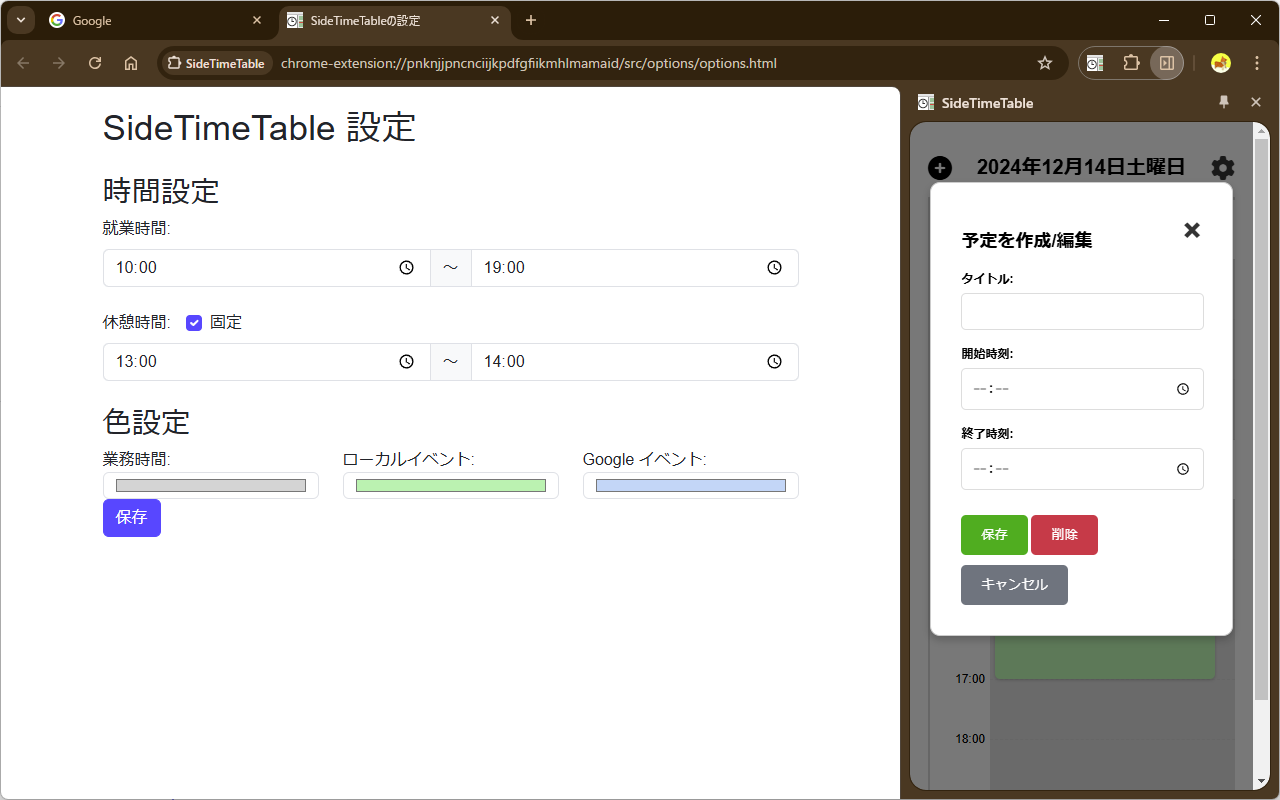 Google
SideTimeTableの設定
SideTimeTable
chrome-extension://pnknjjpncnciijkpdfgfiikmhlmamaid/src/options/options.html
SideTimeTable 設定
時間設定
就業時間:
10:00 ～ 19:00
休憩時間: 固定
13:00 ～ 14:00
色設定
業務時間: ローカルイベント: Google イベント:
保存
SideTimeTable
2024年12月14日土曜日
予定を作成/編集
タイトル:
開始時刻:
--:--
終了時刻:
--:--
保存 削除
キャンセル
17:00
18:00